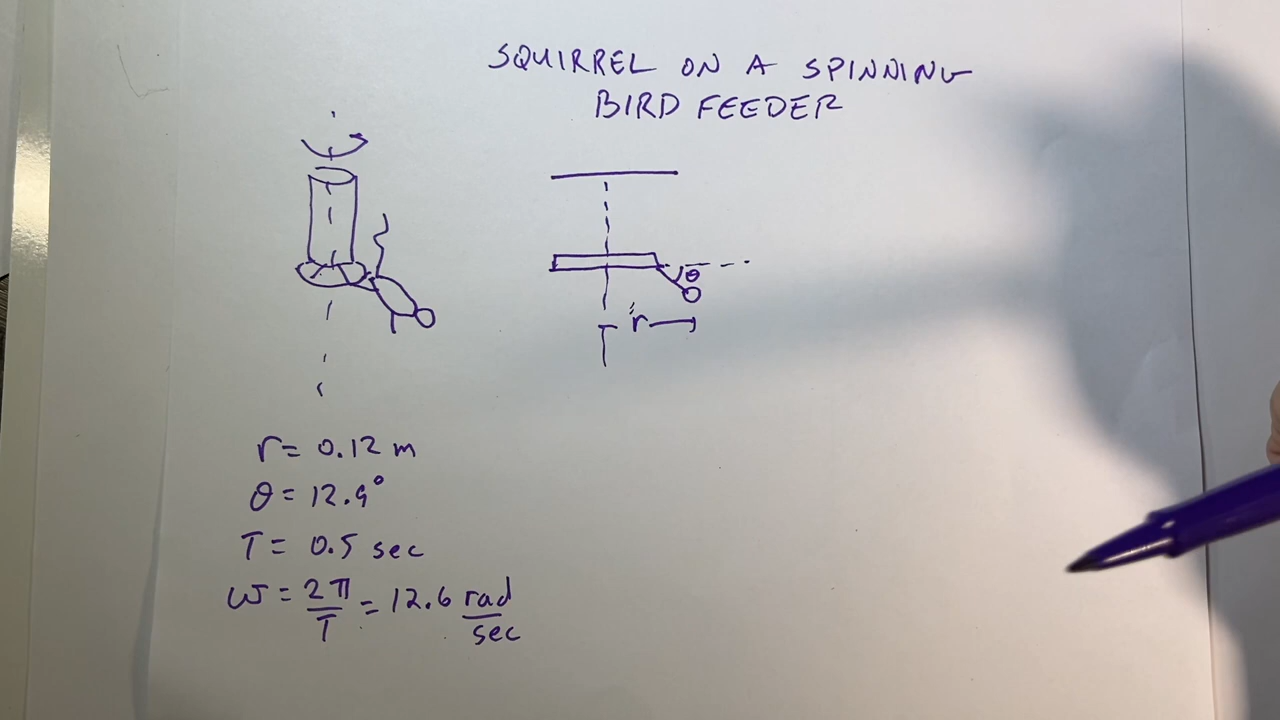 SQUIRREL ON A SPINNING
BIRD FEEDER
θ
r
r = 0.12 m
θ = 12.9°
T = 0.5 sec
ω = 2π/T = 12.6 rad/sec